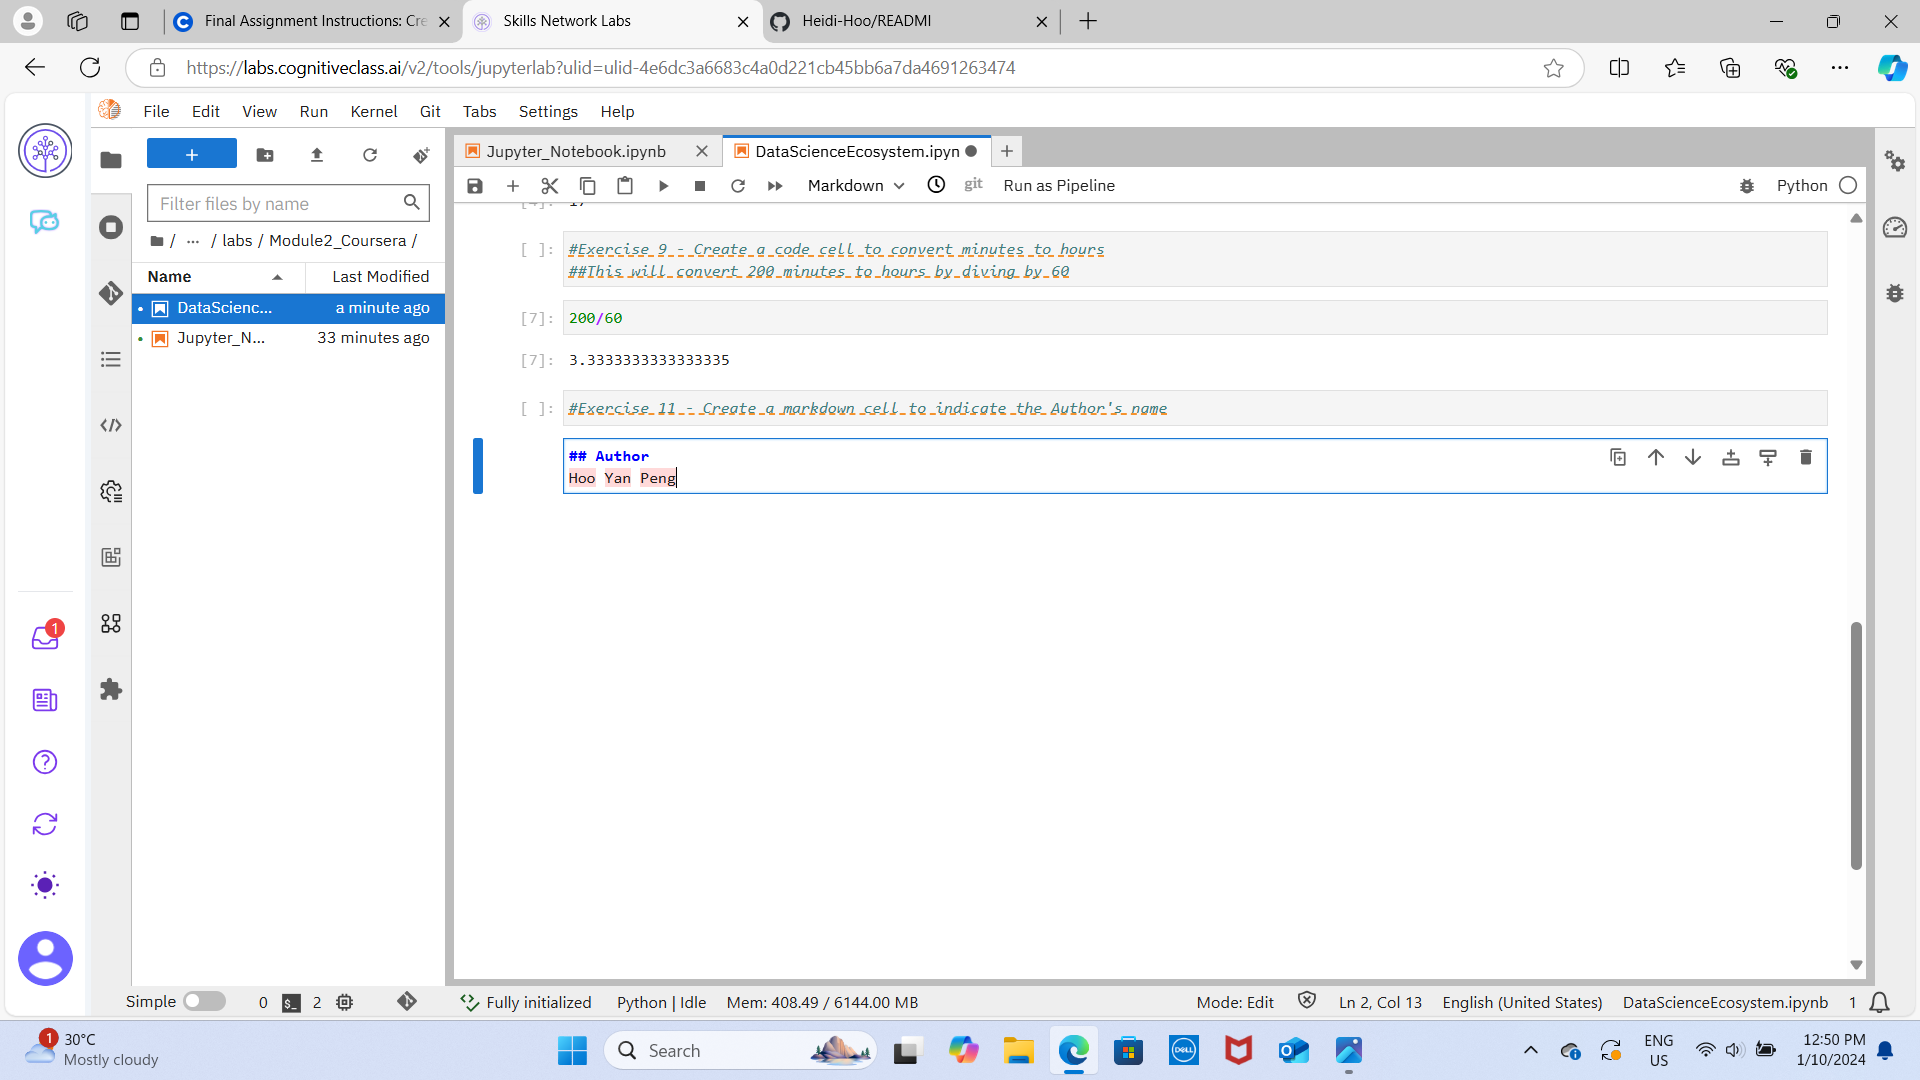 Final Assignment Instructions: Cre
Skills Network Labs
Heidi-Hoo/READMI
https://labs.cognitiveclass.ai/v2/tools/jupyterlab?ulid=ulid-4e6dc3a6683c4a0d221cb45bb6a7da4691263474
File Edit View Run Kernel Git Tabs Settings Help
Jupyter_Notebook.ipynb
DataScienceEcosystem.ipyn
Markdown
git
Run as Pipeline
Python
Filter files by name
/ ... / labs / Module2_Coursera /
Name Last Modified
DataScienc... a minute ago
Jupyter_N... 33 minutes ago
[4]: 17
[ ]: #Exercise 9 - Create a code cell to convert minutes to hours
##This will convert 200 minutes to hours by diving by 60
[7]: 200/60
[7]: 3.3333333333333335
[ ]: #Exercise 11 - Create a markdown cell to indicate the Author's name
## Author
Hoo Yan Peng
1
Simple 0 $_ 2 Fully initialized Python | Idle Mem: 408.49 / 6144.00 MB Mode: Edit Ln 2, Col 13 English (United States) DataScienceEcosystem.ipynb 1
1
30°C
Mostly cloudy
Search
DELL
ENG
US
12:50 PM
1/10/2024